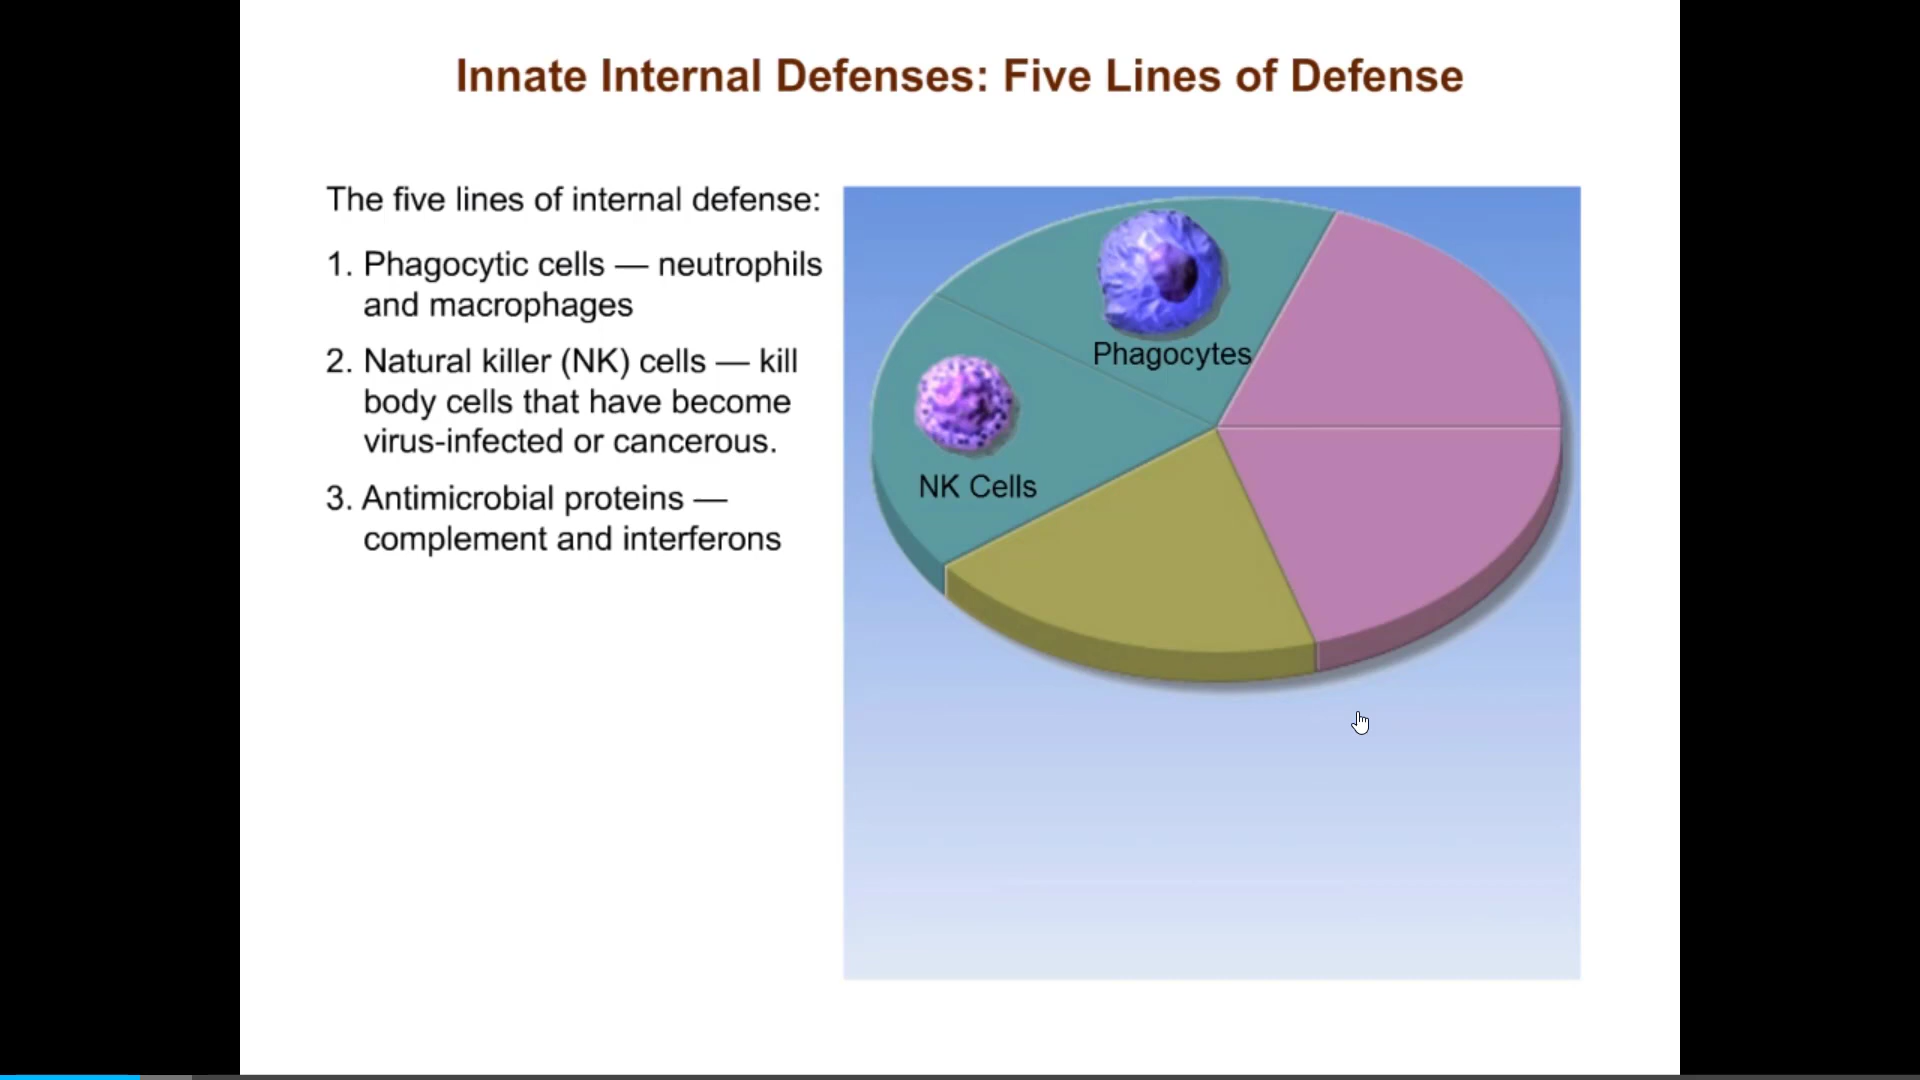 Innate Internal Defenses: Five Lines of Defense
The five lines of internal defense:
1. Phagocytic cells — neutrophils
and macrophages
2. Natural killer (NK) cells — kill
body cells that have become
virus-infected or cancerous.
3. Antimicrobial proteins —
complement and interferons
Phagocytes
NK Cells